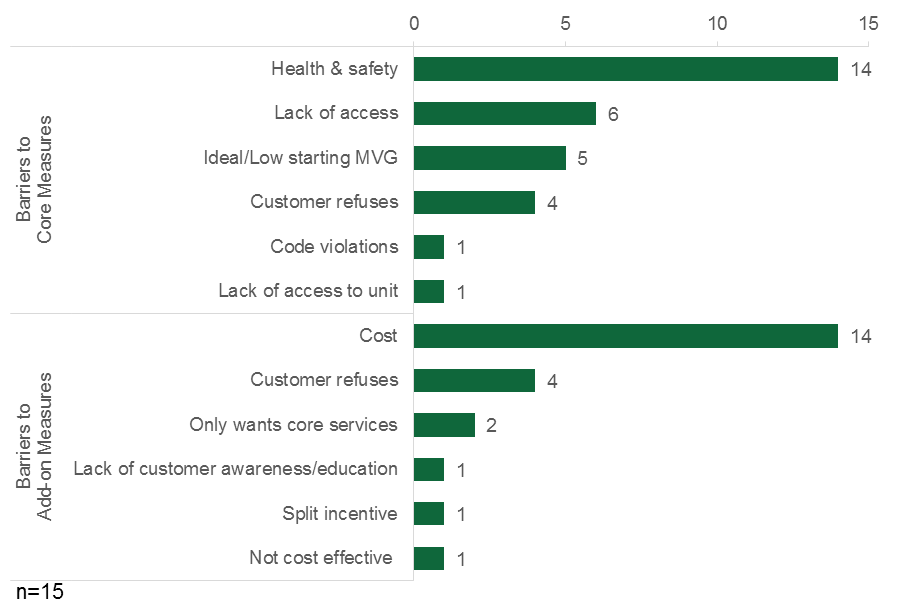 0 5 10 15
Barriers to
Core Measures
Health & safety 14
Lack of access 6
Ideal/Low starting MVG 5
Customer refuses 4
Code violations 1
Lack of access to unit 1
Barriers to
Add-on Measures
Cost 14
Customer refuses 4
Only wants core services 2
Lack of customer awareness/education 1
Split incentive 1
Not cost effective 1
n=15